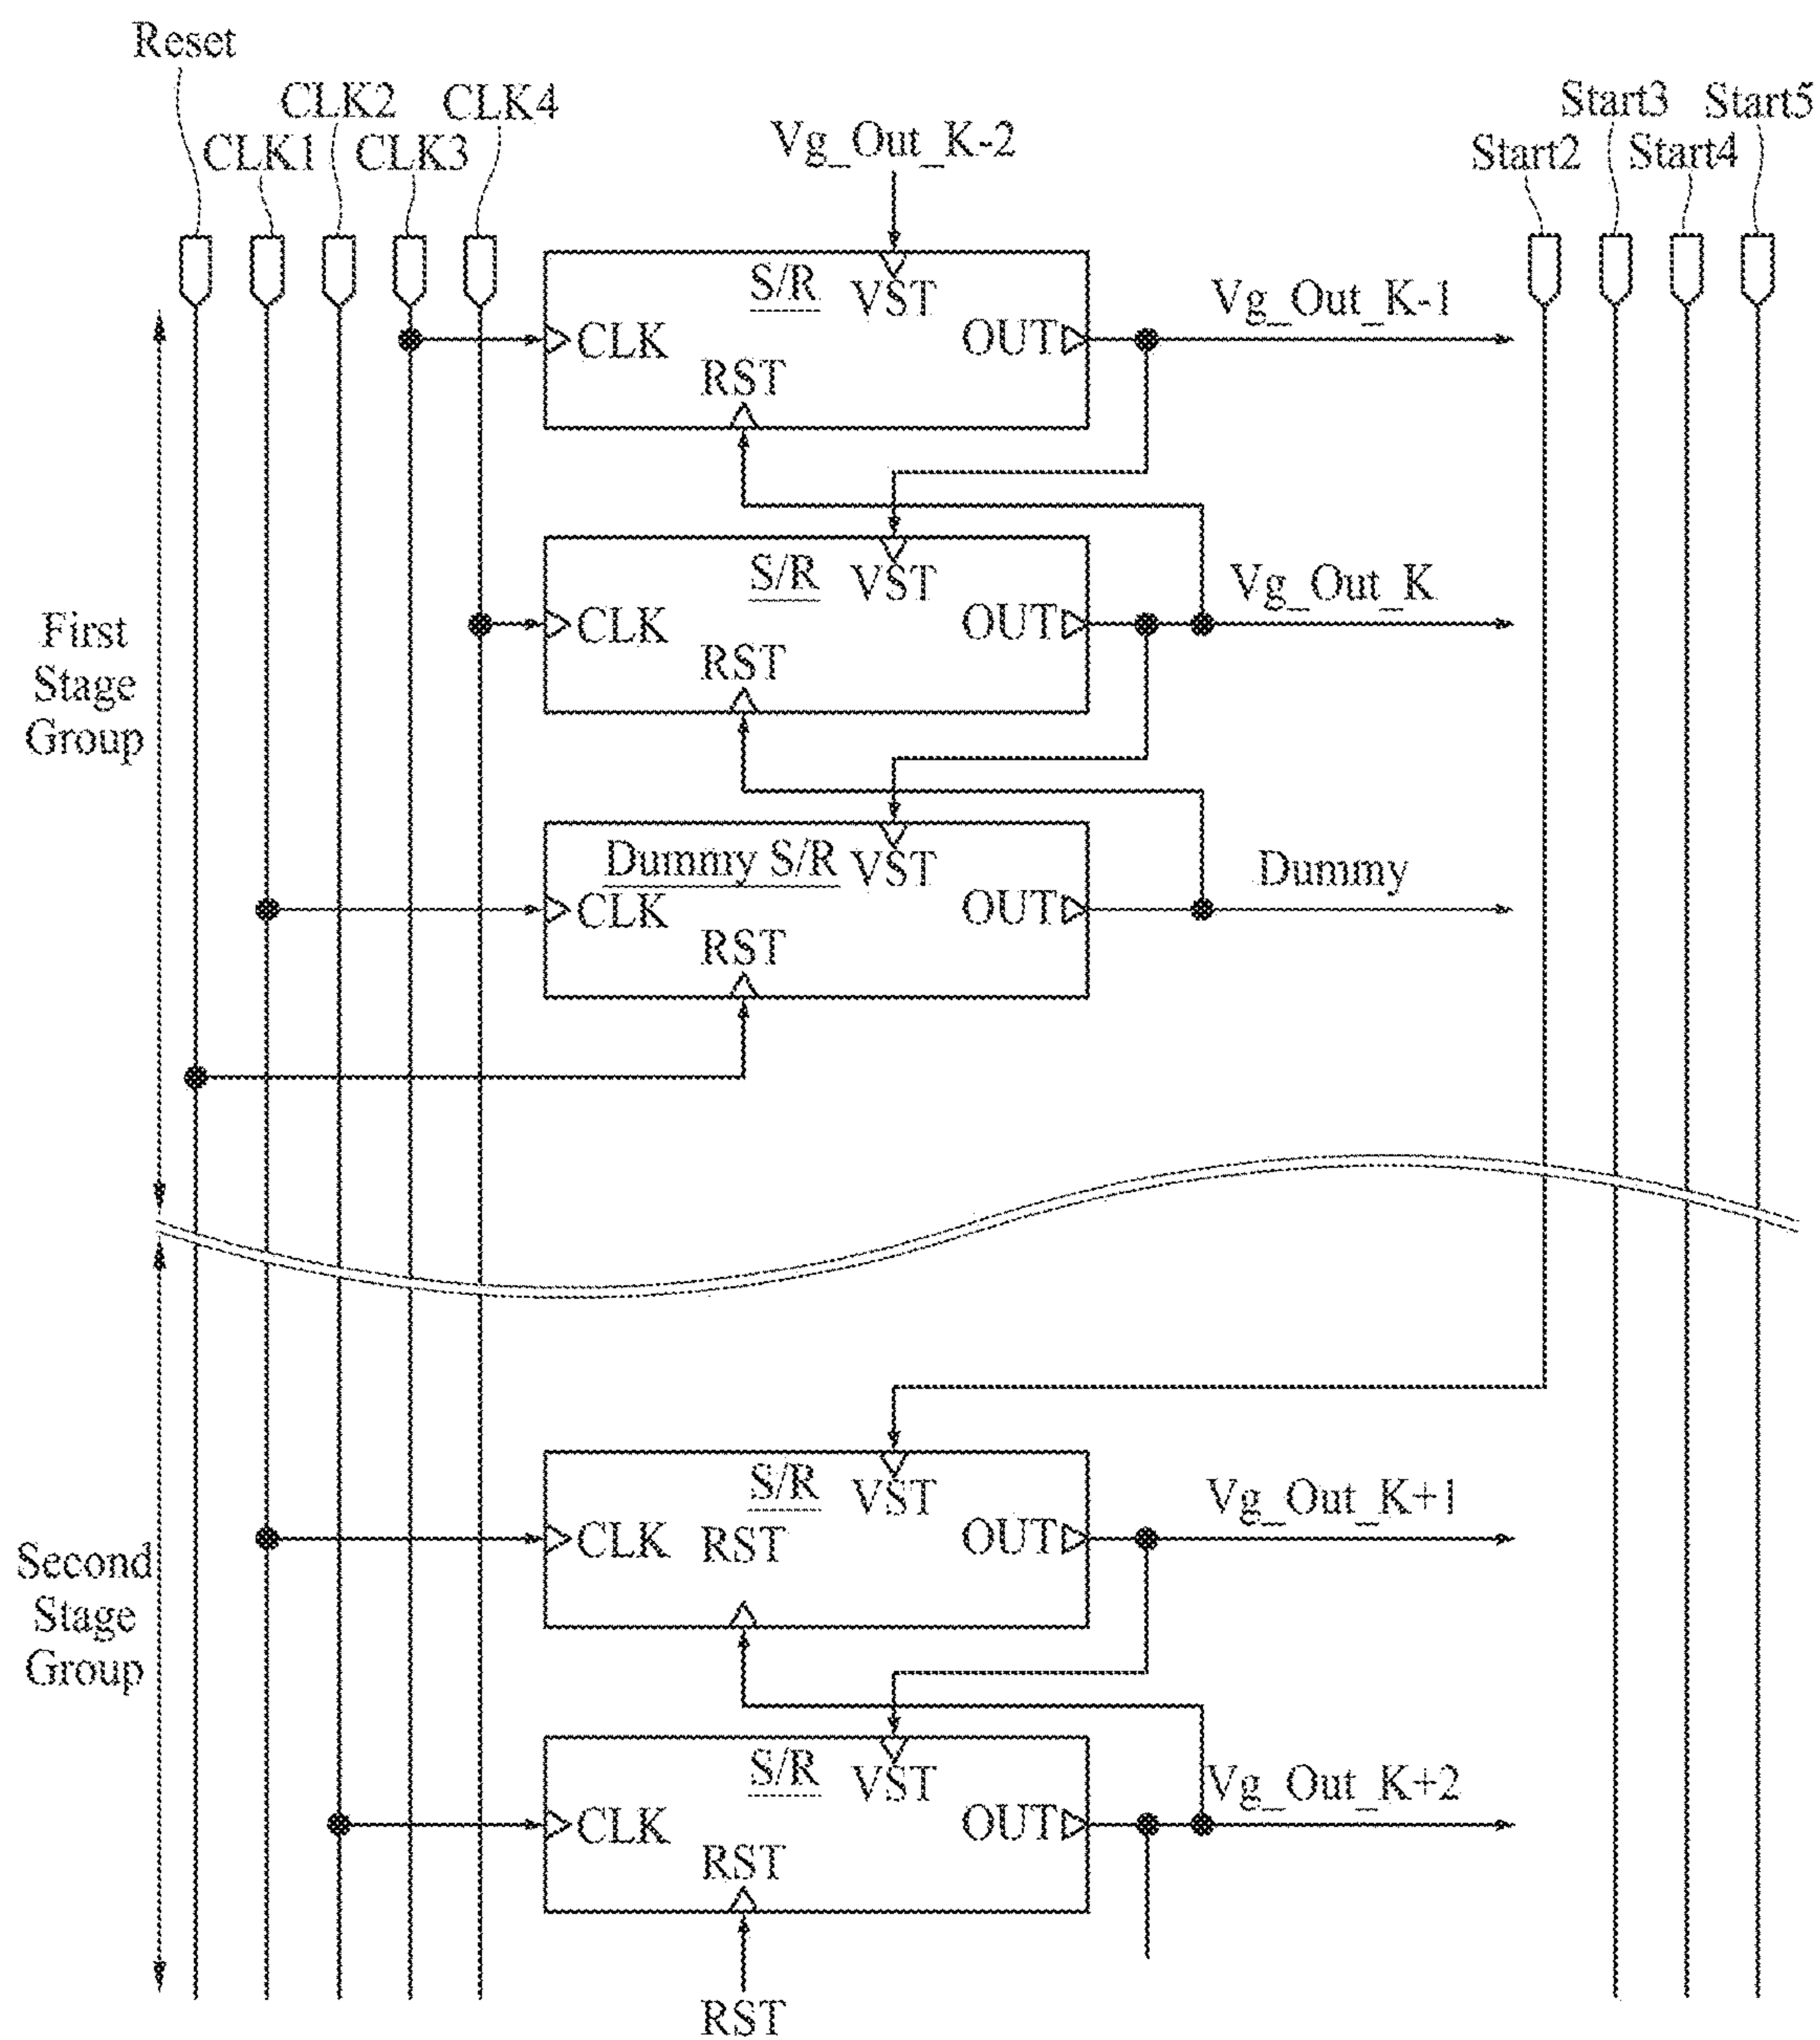 Reset
CLK1
CLK2
CLK3
CLK4
Vg_Out_K-2
Start2
Start3
Start4
Start5
S/R
VST
CLK
OUT
RST
Vg_Out_K-1
First
Stage
Group
S/R
VST
CLK
OUT
RST
Vg_Out_K
Dummy S/R
VST
CLK
OUT
RST
Dummy
Second
Stage
Group
S/R
VST
CLK
RST
OUT
Vg_Out_K+1
S/R
VST
CLK
OUT
RST
Vg_Out_K+2
RST